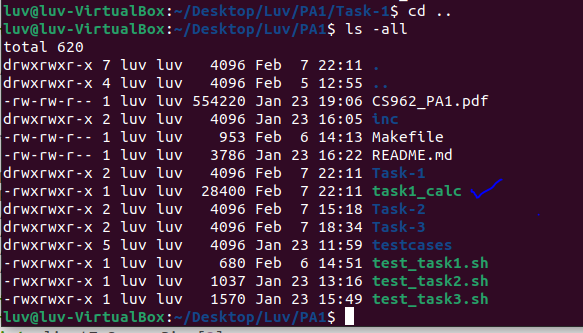 luv@luv-VirtualBox:~/Desktop/Luv/PA1/Task-1$ cd ..
luv@luv-VirtualBox:~/Desktop/Luv/PA1$ ls -all
total 620
drwxrwxr-x 7 luv luv   4096 Feb  7 22:11 .
drwxrwxr-x 4 luv luv   4096 Feb  5 12:55 ..
-rw-rw-r-- 1 luv luv 554220 Jan 23 19:06 CS962_PA1.pdf
drwxrwxr-x 2 luv luv   4096 Jan 23 16:05 inc
-rw-rw-r-x 1 luv luv    953 Feb  6 14:13 Makefile
-rw-rw-r-- 1 luv luv   3786 Jan 23 16:22 README.md
drwxrwxr-x 2 luv luv   4096 Feb  7 22:11 Task-1
-rwxrwxr-x 1 luv luv  28400 Feb  7 22:11 task1_calc
drwxrwxr-x 2 luv luv   4096 Feb  7 15:18 Task-2
drwxrwxr-x 2 luv luv   4096 Feb  7 18:34 Task-3
drwxrwxr-x 5 luv luv   4096 Jan 23 11:59 testcases
-rwxrwxr-x 1 luv luv    680 Feb  6 14:51 test_task1.sh
-rwxrwxr-x 1 luv luv   1037 Jan 23 13:16 test_task2.sh
-rwxrwxr-x 1 luv luv   1570 Jan 23 15:49 test_task3.sh
luv@luv-VirtualBox:~/Desktop/Luv/PA1$